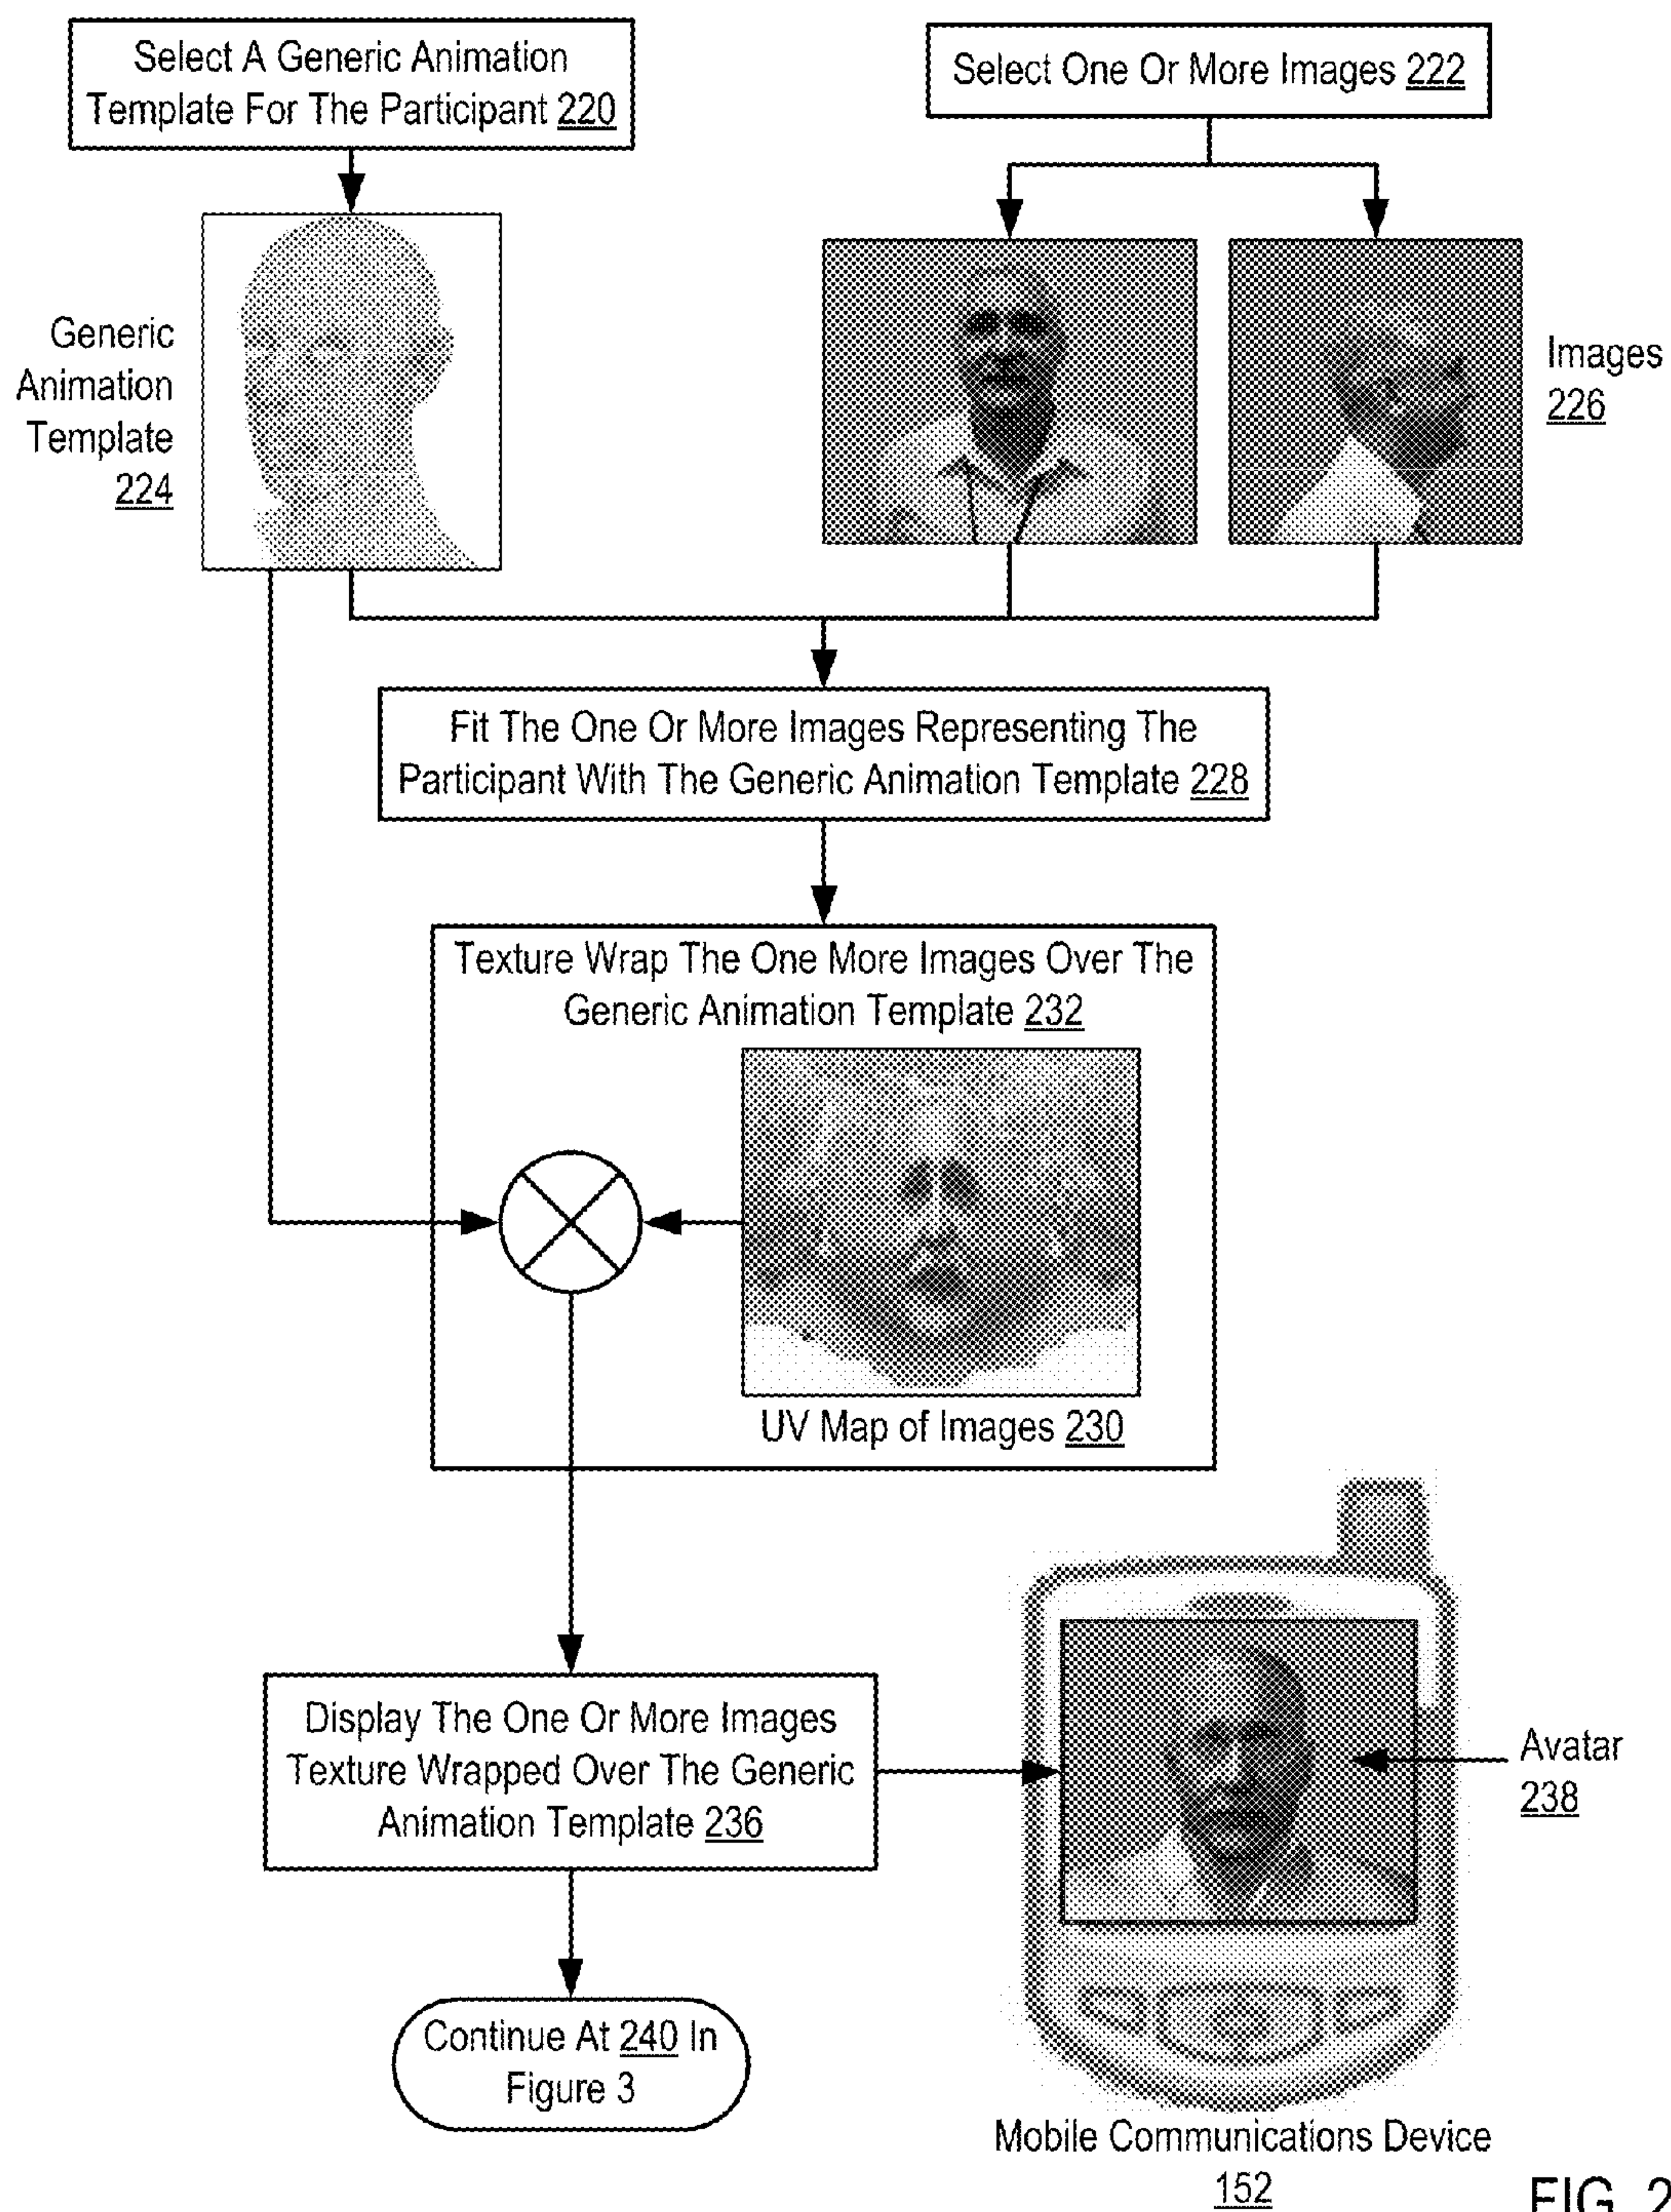 Select A Generic Animation
Template For The Participant 220
Select One Or More Images 222
Generic
Animation
Template
224
Images
226
Fit The One Or More Images Representing The
Participant With The Generic Animation Template 228
Texture Wrap The One More Images Over The
Generic Animation Template 232
UV Map of Images 230
Display The One Or More Images
Texture Wrapped Over The Generic
Animation Template 236
Avatar
238
Continue At 240 In
Figure 3
Mobile Communications Device
152
FIG. 2